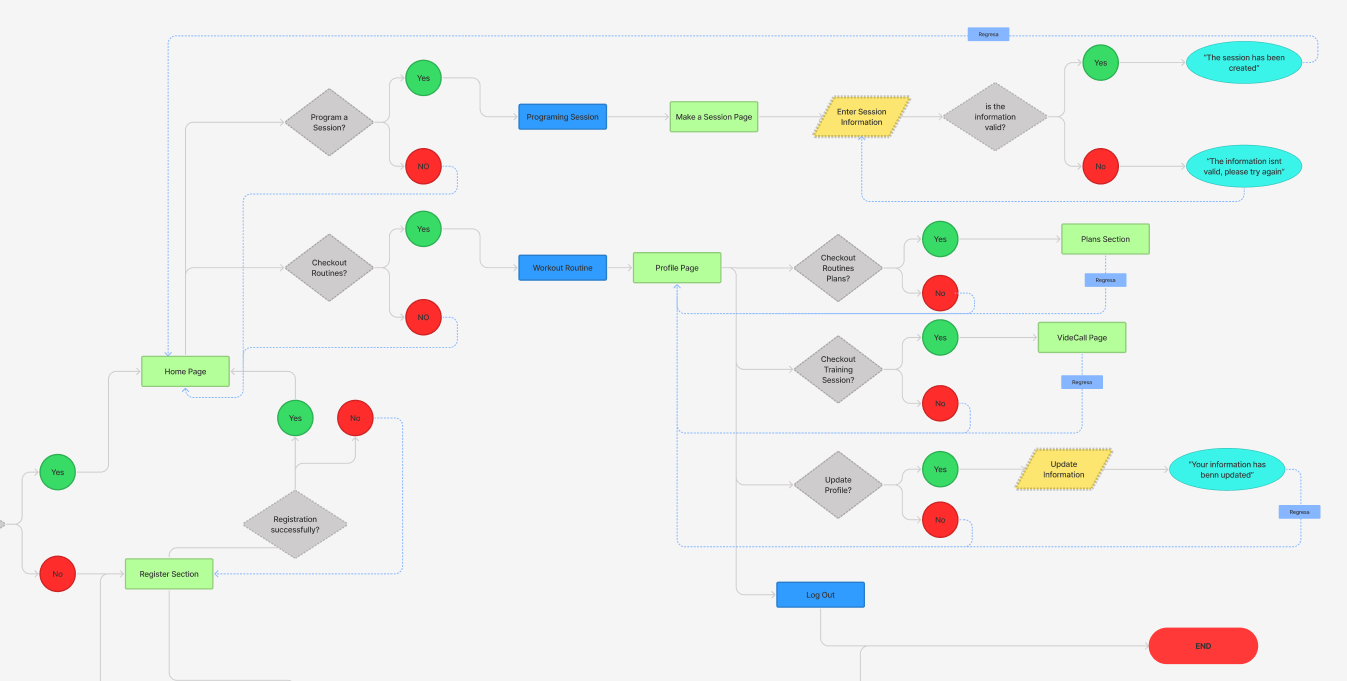 Regresa
Yes
"The session has been
created"
Program a
Session?
Yes
Programing Session
Make a Session Page
Enter Session
Information
is the
information
valid?
NO
No
"The information isnt
valid, please try again"
Checkout
Routines?
Yes
NO
Workout Routine
Profile Page
Checkout
Routines
Plans?
Yes
No
Plans Section
Regresa
Checkout
Training
Session?
Yes
No
VideCall Page
Regresa
Home Page
Yes
No
Yes
No
Registration
successfully?
Register Section
Update
Profile?
Yes
No
Update
Information
"Your information has
benn updated"
Regresa
Log Out
END